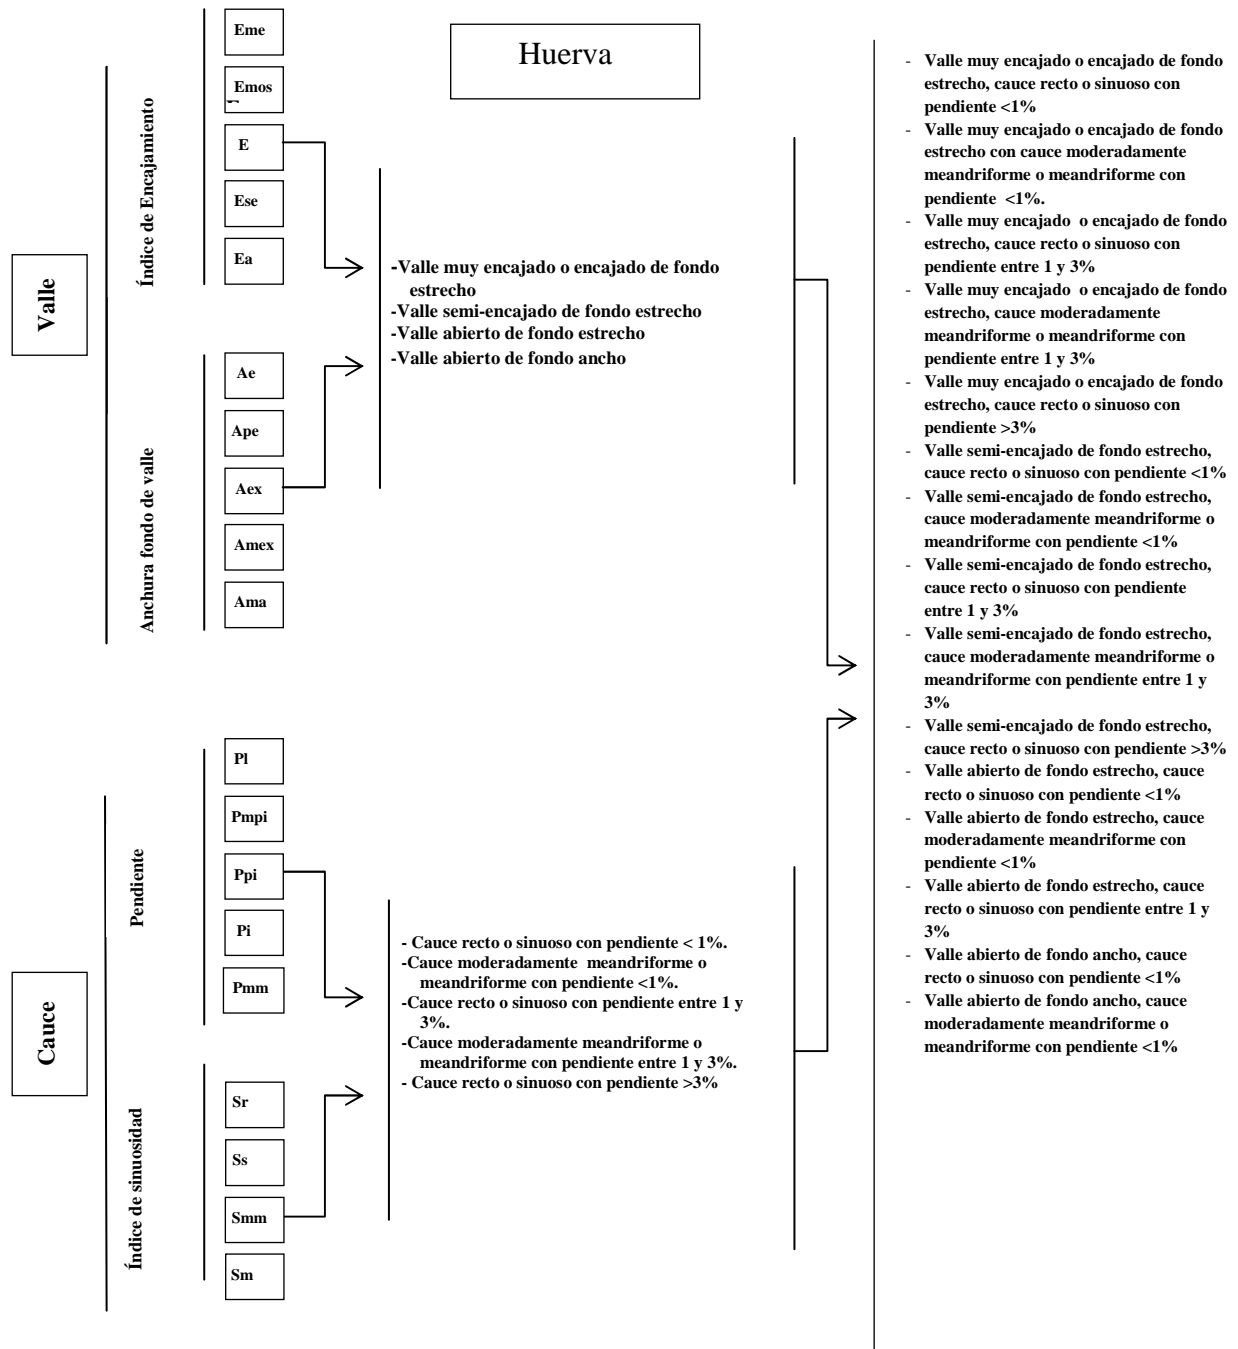 Huerva
Valle
Índice de Encajamiento
Eme
Emos
E
Ese
Ea
Anchura fondo de valle
Ae
Ape
Aex
Amex
Ama
-Valle muy encajado o encajado de fondo
estrecho
-Valle semi-encajado de fondo estrecho
-Valle abierto de fondo estrecho
-Valle abierto de fondo ancho
Cauce
Pendiente
Pl
Pmpi
Ppi
Pi
Pmm
Índice de sinuosidad
Sr
Ss
Smm
Sm
- Cauce recto o sinuoso con pendiente < 1%.
-Cauce moderadamente meandriforme o
meandriforme con pendiente <1%.
-Cauce recto o sinuoso con pendiente entre 1 y
3%.
-Cauce moderadamente meandriforme o
meandriforme con pendiente entre 1 y 3%.
- Cauce recto o sinuoso con pendiente >3%
- Valle muy encajado o encajado de fondo
estrecho, cauce recto o sinuoso con
pendiente <1%
- Valle muy encajado o encajado de fondo
estrecho con cauce moderadamente
meandriforme o meandriforme con
pendiente <1%.
- Valle muy encajado o encajado de fondo
estrecho, cauce recto o sinuoso con
pendiente entre 1 y 3%
- Valle muy encajado o encajado de fondo
estrecho, cauce moderadamente
meandriforme o meandriforme con
pendiente entre 1 y 3%
- Valle muy encajado o encajado de fondo
estrecho, cauce recto o sinuoso con
pendiente >3%
- Valle semi-encajado de fondo estrecho,
cauce recto o sinuoso con pendiente <1%
- Valle semi-encajado de fondo estrecho,
cauce moderadamente meandriforme o
meandriforme con pendiente <1%
- Valle semi-encajado de fondo estrecho,
cauce recto o sinuoso con pendiente
entre 1 y 3%
- Valle semi-encajado de fondo estrecho,
cauce moderadamente meandriforme o
meandriforme con pendiente entre 1 y
3%
- Valle semi-encajado de fondo estrecho,
cauce recto o sinuoso con pendiente >3%
- Valle abierto de fondo estrecho, cauce
recto o sinuoso con pendiente <1%
- Valle abierto de fondo estrecho, cauce
moderadamente meandriforme con
pendiente <1%
- Valle abierto de fondo estrecho, cauce
recto o sinuoso con pendiente entre 1 y
3%
- Valle abierto de fondo ancho, cauce
recto o sinuoso con pendiente <1%
- Valle abierto de fondo ancho, cauce
moderadamente meandriforme o
meandriforme con pendiente <1%